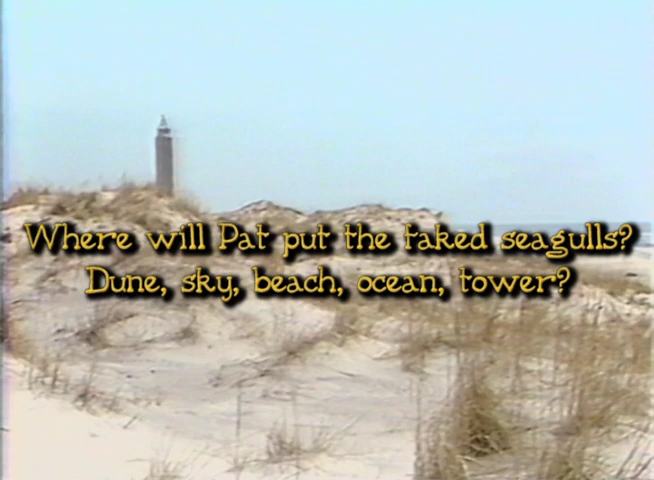 Where will Pat put the faked seagulls?
Dune, sky, beach, ocean, tower?